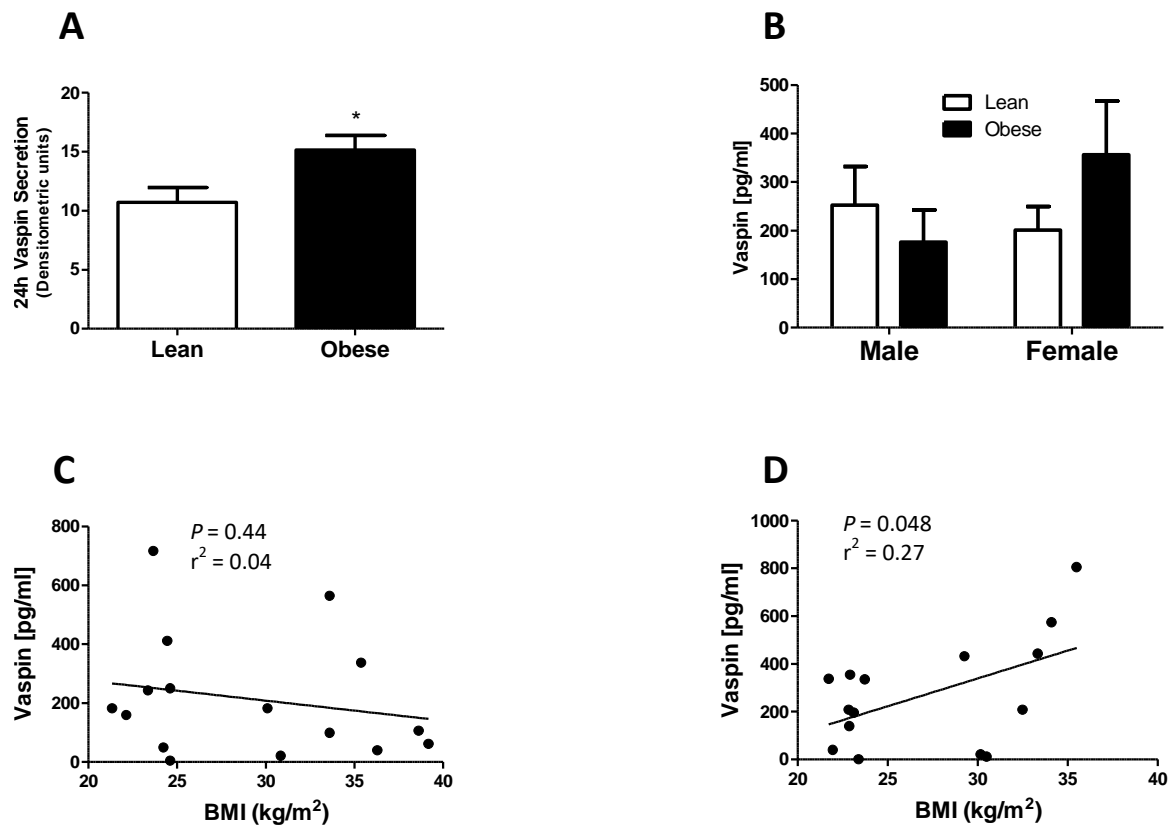 A
24h Vaspin Secretion
(Densitometric units)
20
15
10
5
0
*
Lean
Obese
B
Vaspin [pg/ml]
500
400
300
200
100
0
Lean
Obese
Male
Female
C
Vaspin [pg/ml]
800
600
400
200
0
P = 0.44
r² = 0.04
20
25
30
35
40
BMI (kg/m²)
D
Vaspin [pg/ml]
1000
800
600
400
200
0
P = 0.048
r² = 0.27
20
25
30
35
40
BMI (kg/m²)